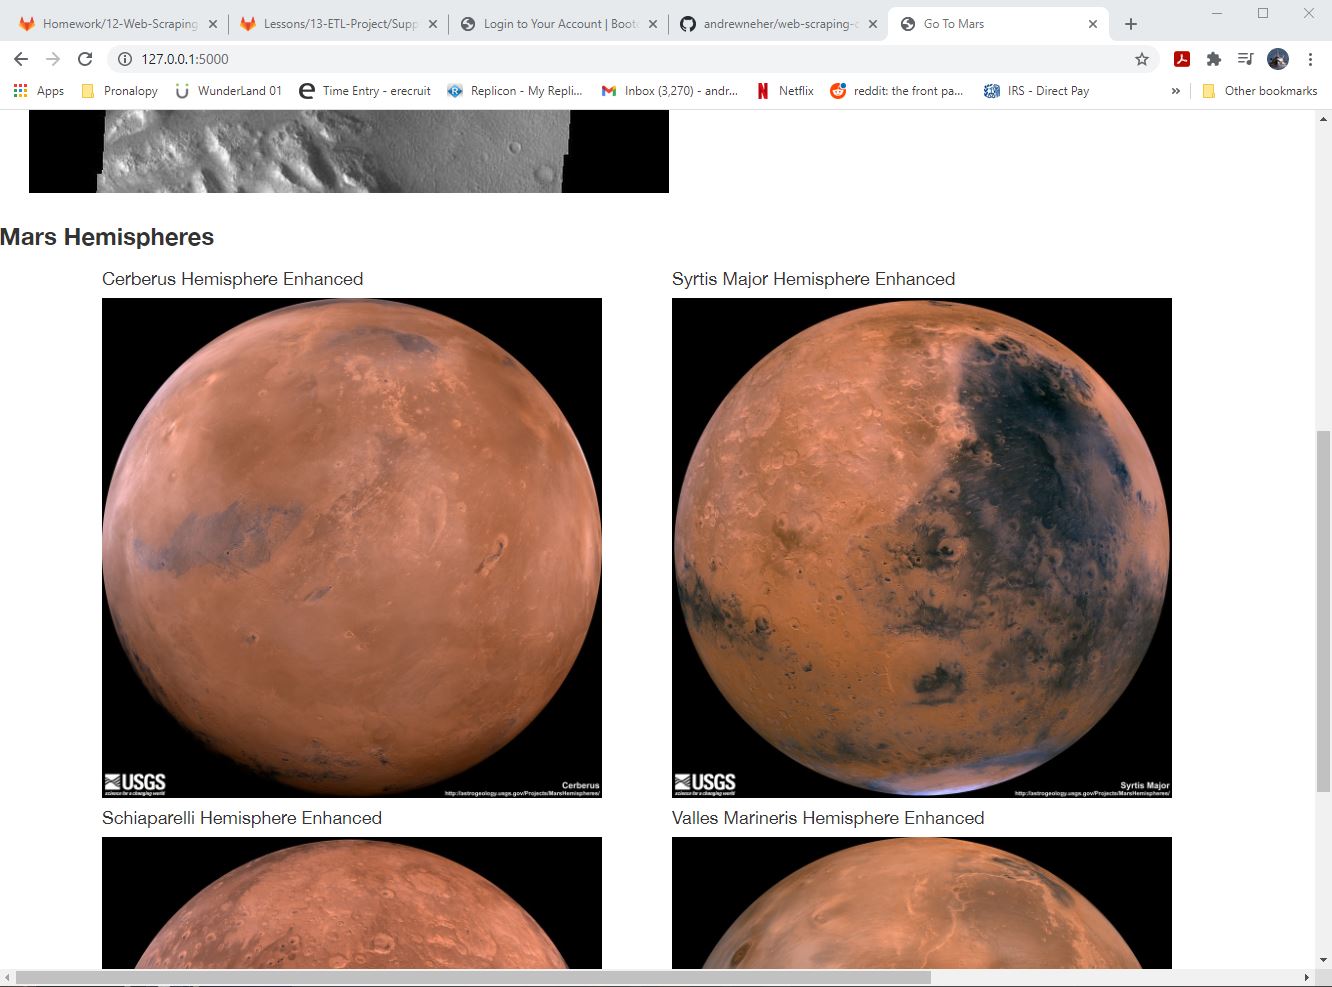 Homework/12-Web-Scraping
Lessons/13-ETL-Project/Supp
Login to Your Account | Boot
andrewneher/web-scraping-c
Go To Mars
127.0.0.1:5000
Apps
Pronalopy
WunderLand 01
Time Entry - erecruit
Replicon - My Repli...
Inbox (3,270) - andr...
Netflix
reddit: the front pa...
IRS - Direct Pay
»
Other bookmarks
Mars Hemispheres
Cerberus Hemisphere Enhanced
Syrtis Major Hemisphere Enhanced
USGS
science for a changing world
Cerberus
http://astrogeology.usgs.gov/Projects/MarsHemispheres/
USGS
science for a changing world
Syrtis Major
http://astrogeology.usgs.gov/Projects/MarsHemispheres/
Schiaparelli Hemisphere Enhanced
Valles Marineris Hemisphere Enhanced